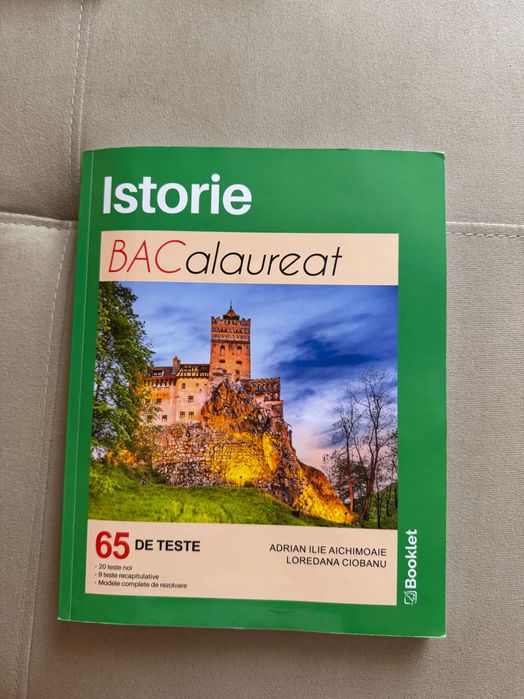 Istorie
BACalaureat
65 DE TESTE
· 20 teste noi
· 9 teste recapitulative
· Modele complete de rezolvare
ADRIAN ILIE AICHIMOAIE
LOREDANA CIOBANU
Booklet